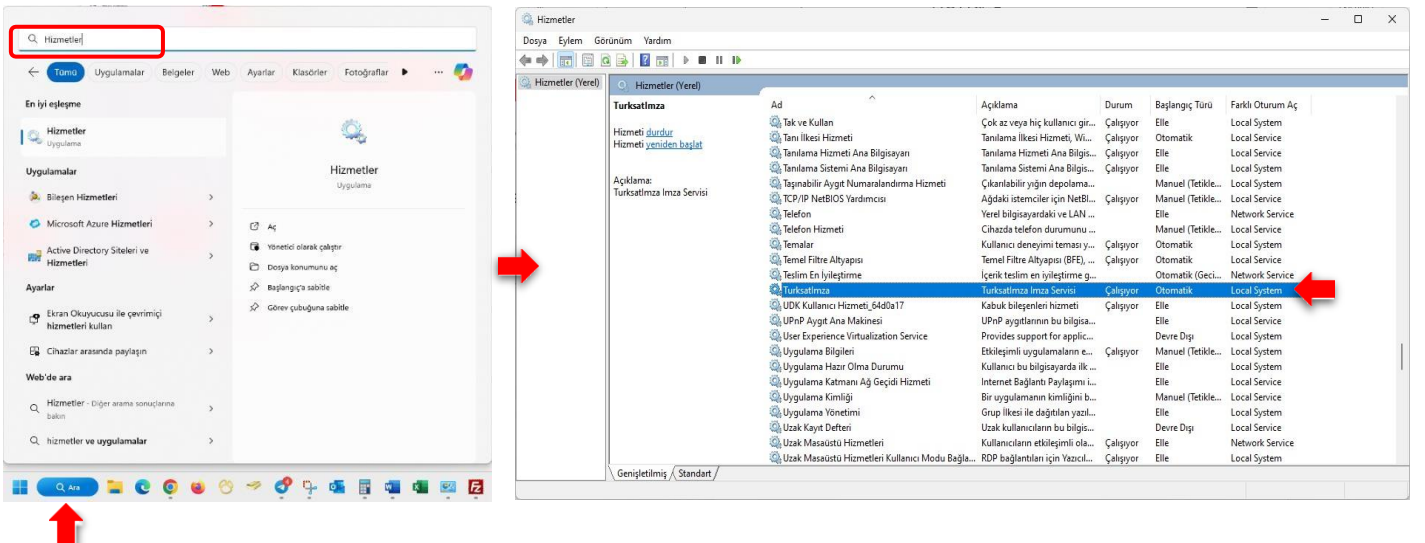 Hizmetler
Tümü Uygulamalar Belgeler Web Ayarlar Klasörler Fotoğraflar
En iyi eşleşme
Hizmetler
Uygulama
Uygulamalar
Bileşen Hizmetleri
Microsoft Azure Hizmetleri
Active Directory Siteleri ve
Hizmetleri
Ayarlar
Ekran Okuyucusu ile çevrimiçi
hizmetleri kullan
Cihazlar arasında paylaşın
Web'de ara
Hizmetler - Diğer arama sonuçlarına
bakın
hizmetler ve uygulamalar
Hizmetler
Uygulama
Aç
Yönetici olarak çalıştır
Dosya konumunu aç
Başlangıç'a sabitle
Görev çubuğuna sabitle
Ara
Hizmetler
Dosya Eylem Görünüm Yardım
Hizmetler (Yerel)
Hizmetler (Yerel)
TurksatImza
Hizmeti durdur
Hizmeti yeniden başlat
Açıklama:
TurksatImza Imza Servisi
Ad Açıklama Durum Başlangıç Türü Farklı Oturum Aç
Tak ve Kullan Çok az veya hiç kullanıcı gir... Çalışıyor Elle Local System
Tanı İlkesi Hizmeti Tanılama İlkesi Hizmeti, Wi... Çalışıyor Otomatik Local Service
Tanılama Hizmeti Ana Bilgisayarı Tanılama Hizmeti Ana Bilgis... Çalışıyor Elle Local Service
Tanılama Sistemi Ana Bilgisayarı Tanılama Sistemi Ana Bilgis... Çalışıyor Elle Local System
Taşınabilir Aygıt Numaralandırma Hizmeti Çıkarılabilir yığın depolama... Manuel (Tetikle... Local System
TCP/IP NetBIOS Yardımcısı Ağdaki istemciler için NetBI... Çalışıyor Manuel (Tetikle... Local Service
Telefon Yerel bilgisayardaki ve LAN ... Elle Network Service
Telefon Hizmeti Cihazda telefon durumunu ... Manuel (Tetikle... Local Service
Temalar Kullanıcı deneyimi teması y... Çalışıyor Otomatik Local System
Temel Filtre Altyapısı Temel Filtre Altyapısı (BFE), ... Çalışıyor Otomatik Local Service
Teslim En İyileştirme İçerik teslim en iyileştirme g... Otomatik (Geci... Network Service
TurksatImza TurksatImza Imza Servisi Çalışıyor Otomatik Local System
UDK Kullanıcı Hizmeti_64d0a17 Kabuk bileşenleri hizmeti Çalışıyor Elle Local System
UPnP Aygıt Ana Makinesi UPnP aygıtlarının bu bilgisa... Elle Local Service
User Experience Virtualization Service Provides support for applic... Devre Dışı Local System
Uygulama Bilgileri Etkileşimli uygulamaların e... Çalışıyor Manuel (Tetikle... Local System
Uygulama Hazır Olma Durumu Kullanıcı bu bilgisayarda ilk ... Elle Local System
Uygulama Katmanı Ağ Geçidi Hizmeti Internet Bağlantı Paylaşımı i... Elle Local Service
Uygulama Kimliği Bir uygulamanın kimliğini b... Manuel (Tetikle... Local Service
Uygulama Yönetimi Grup İlkesi ile dağıtılan yazıl... Elle Local System
Uzak Kayıt Defteri Uzak kullanıcıların bu bilgis... Devre Dışı Local Service
Uzak Masaüstü Hizmetleri Kullanıcıların etkileşimli ola... Çalışıyor Elle Network Service
Uzak Masaüstü Hizmetleri Kullanıcı Modu Bağla... RDP bağlantıları için Yazıcıl... Çalışıyor Elle Local System
Genişletilmiş Standart